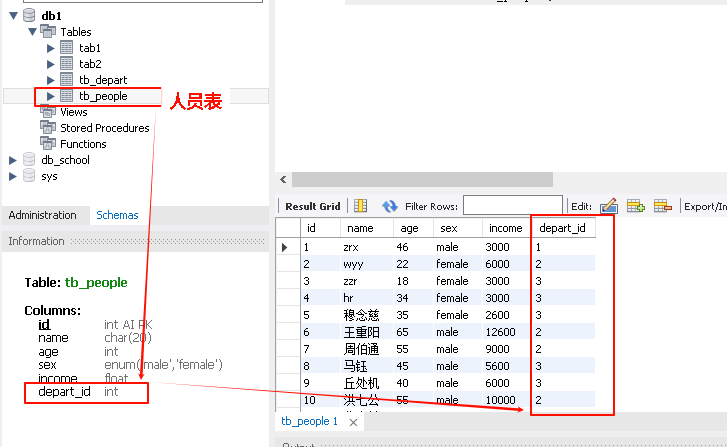 db1
Tables
tab1
tab2
tb_depart
tb_people
人员表
Views
Stored Procedures
Functions
db_school
sys
Administration Schemas
Information
Table: tb_people
Columns:
id int AI PK
name char(20)
age int
sex enum('male','female')
income float
depart_id int
Result Grid Filter Rows: Edit: Export/In
id name age sex income depart_id
1 zrx 46 male 3000 1
2 wyy 22 female 6000 2
3 zzr 18 female 3000 3
4 hr 34 female 3000 3
5 穆念慈 35 female 2600 3
6 王重阳 65 male 12600 2
7 周伯通 55 male 9000 2
8 马钰 45 male 5600 3
9 丘处机 40 male 6000 3
10 洪七公 55 male 10000 2
tb_people 1